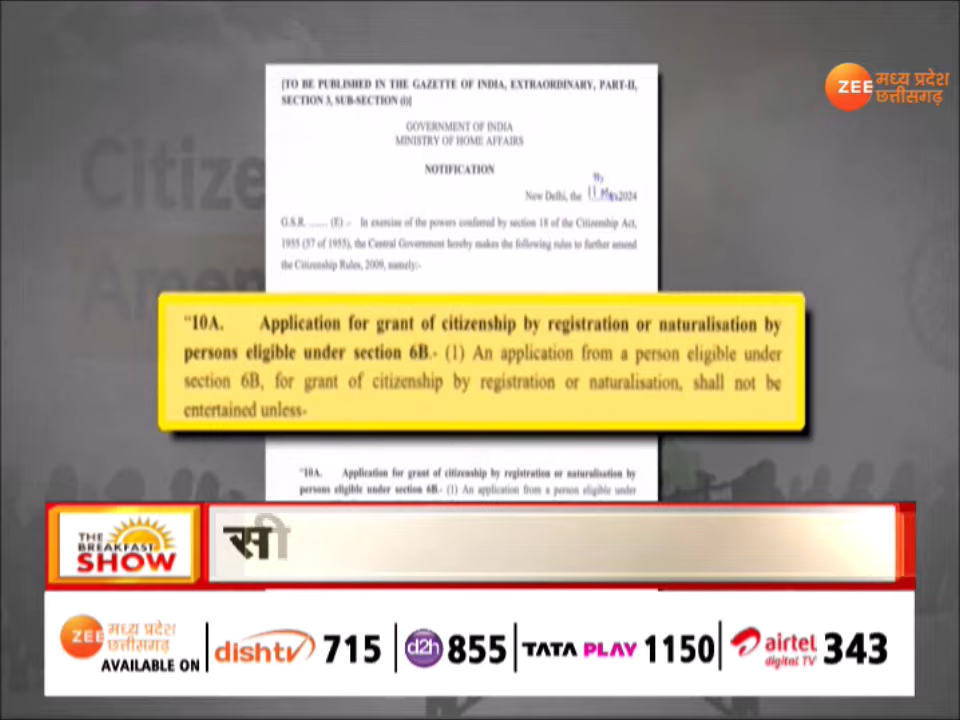 [TO BE PUBLISHED IN THE GAZETTE OF INDIA, EXTRAORDINARY, PART-II,
SECTION 3, SUB-SECTION (i)]
GOVERNMENT OF INDIA
MINISTRY OF HOME AFFAIRS
NOTIFICATION
New Delhi, the 11 2024
G.S.R. ...... (E) :- In exercise of the powers conferred by section 18 of the Citizenship Act,
1955 (57 of 1955), the Central Government hereby makes the following rules to further amend
the Citizenship Rules, 2009, namely:-
ZEE मध्य प्रदेश
छत्तीसगढ़
Citize
Amen
"10A. Application for grant of citizenship by registration or naturalisation by
persons eligible under section 6B.- (1) An application from a person eligible under
section 6B, for grant of citizenship by registration or naturalisation, shall not be
entertained unless-
"10A. Application for grant of citizenship by registration or naturalisation by
persons eligible under section 6B.- (1) An application from a person eligible under
THE
BREAKFAST
SHOW
सी
ZEE मध्य प्रदेश
छत्तीसगढ़
AVAILABLE ON
dishtv 715
d2h 855
TATA PLAY 1150
airtel
digital TV
343